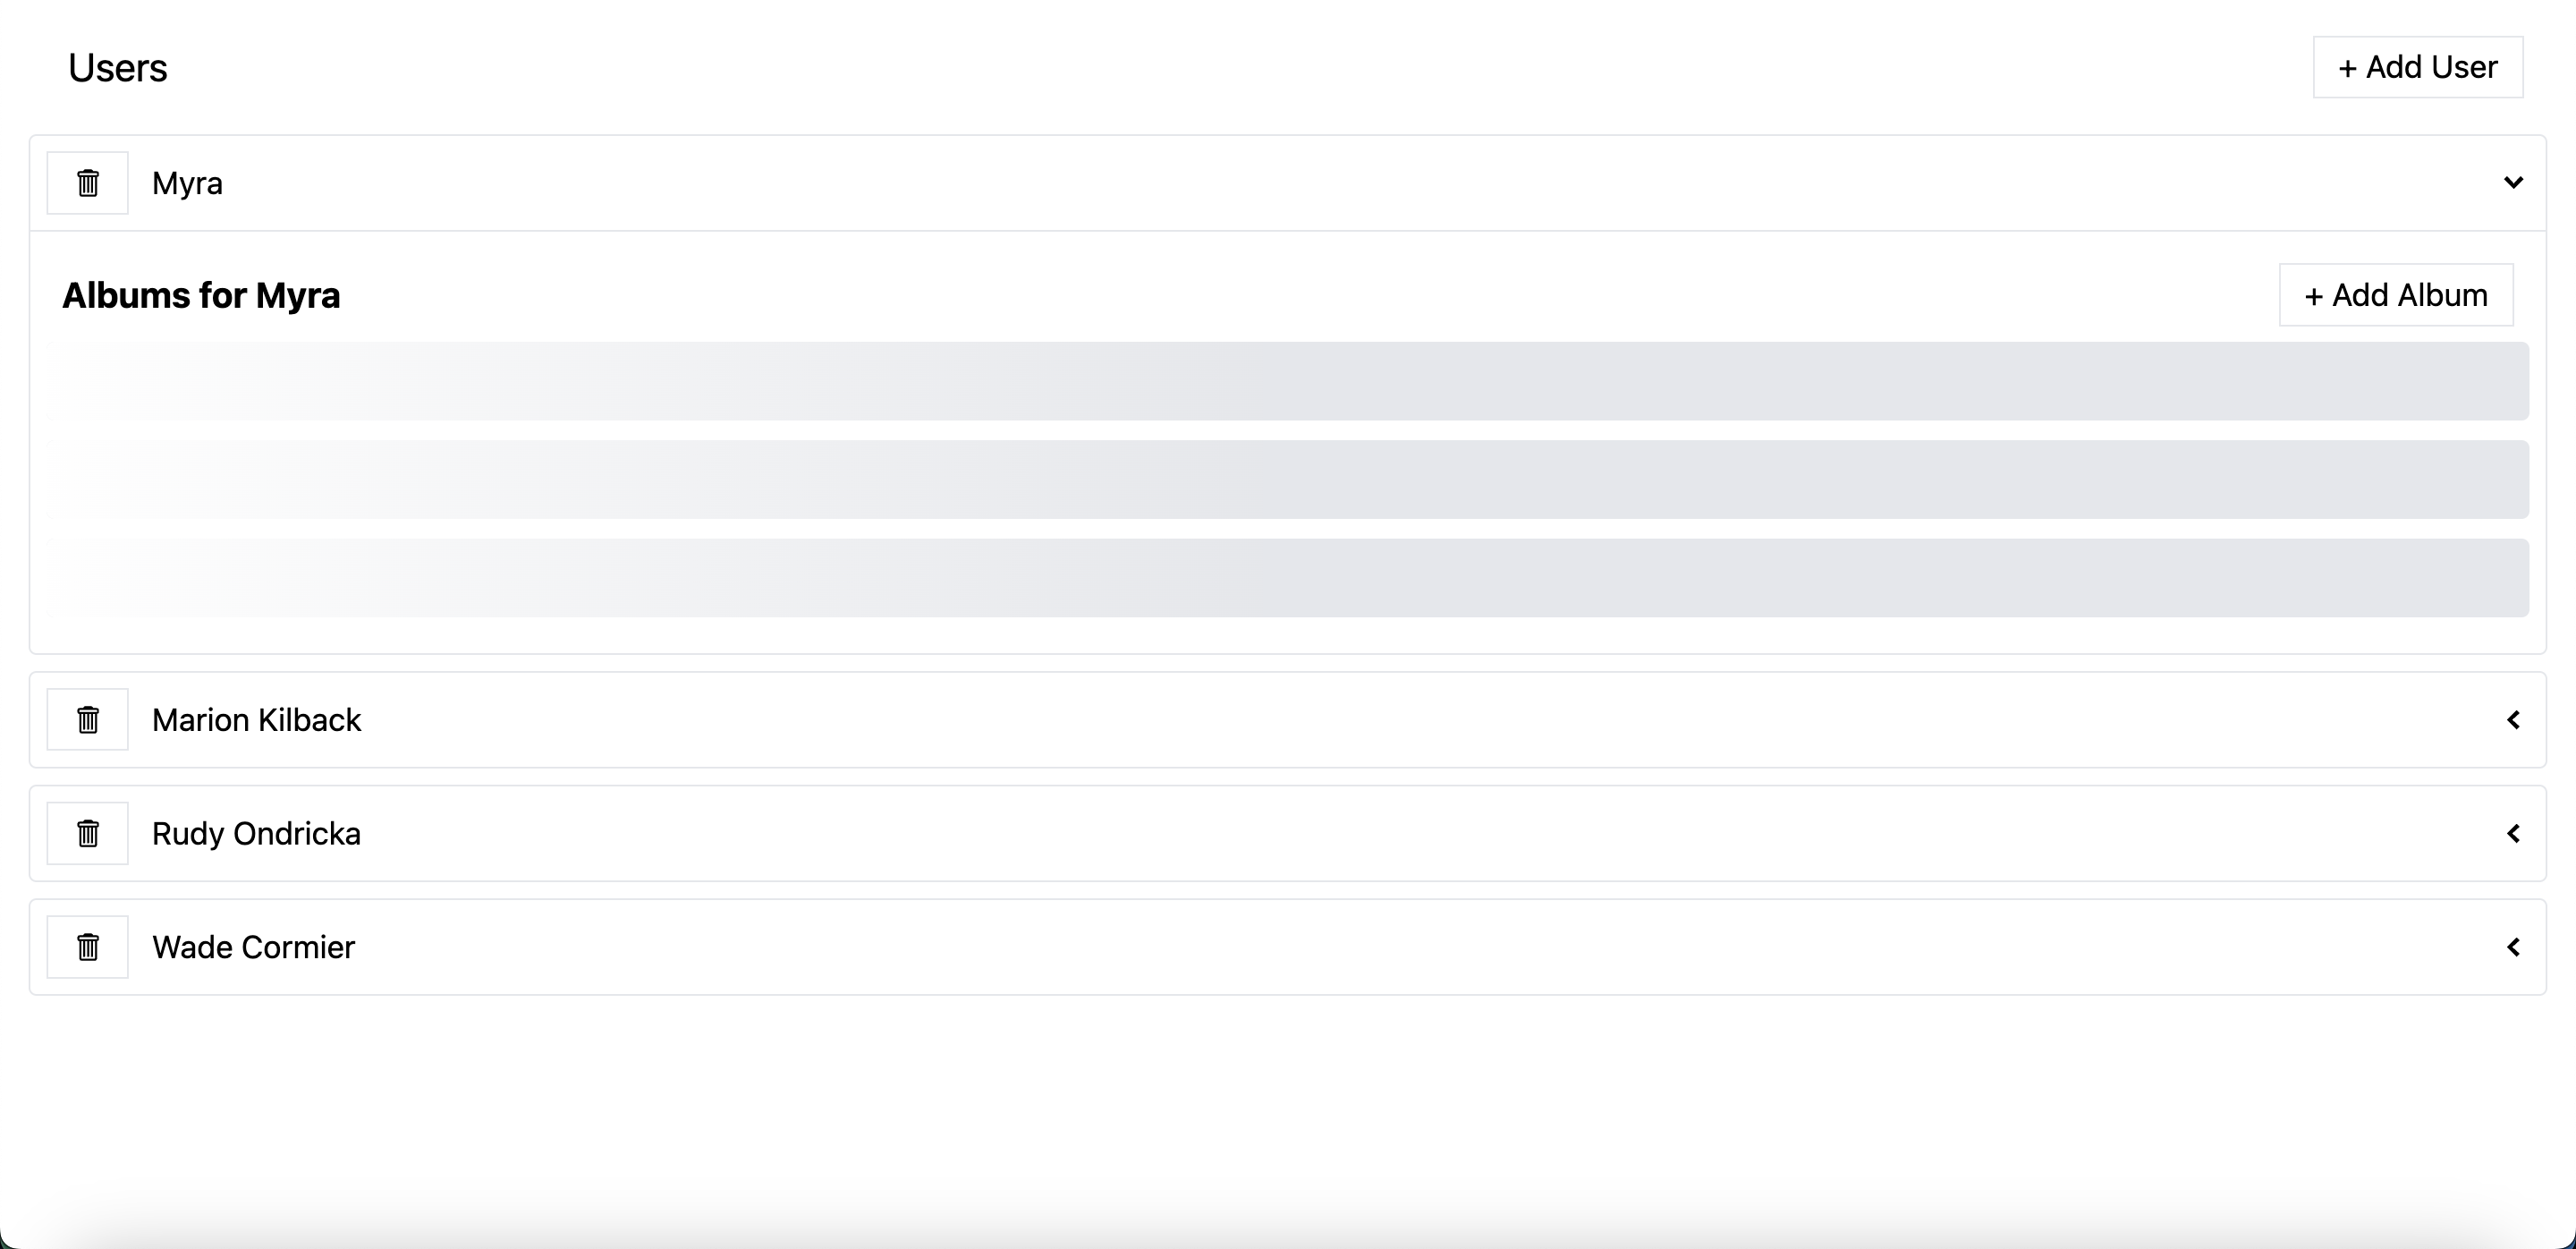 Users
+ Add User
Myra
Albums for Myra
+ Add Album
Marion Kilback
Rudy Ondricka
Wade Cormier